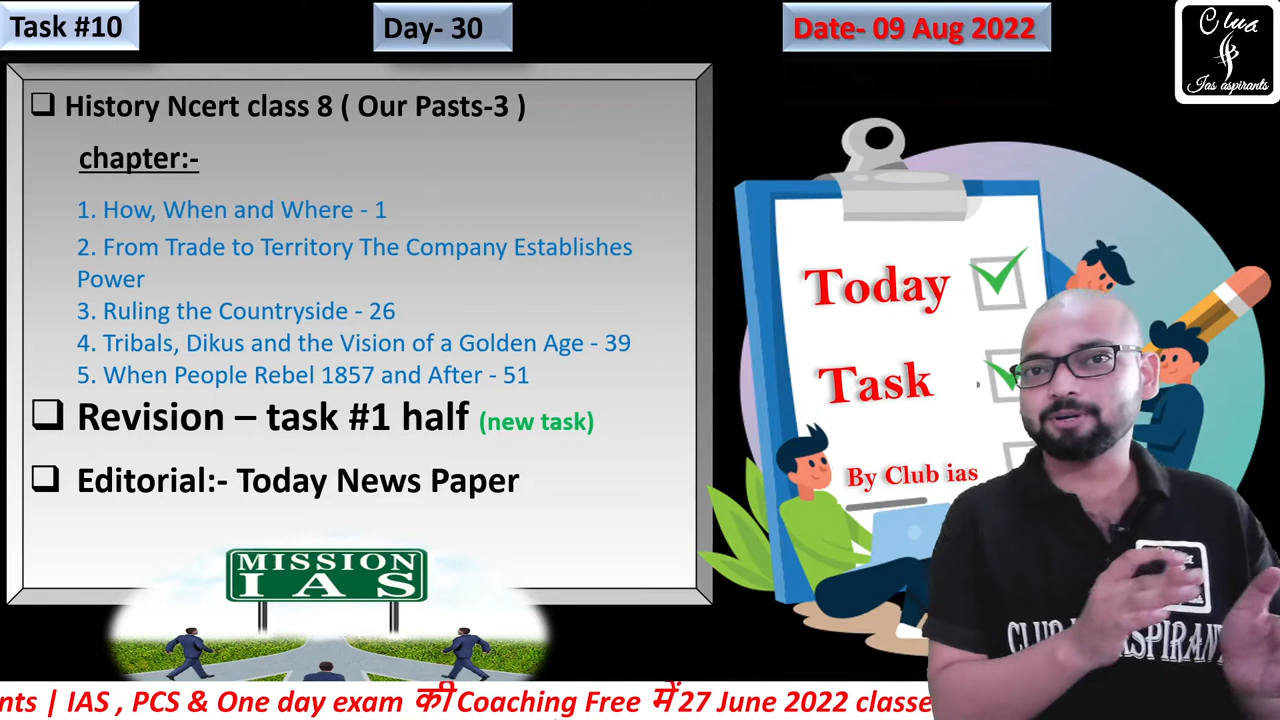 Task #10
Day- 30
Date- 09 Aug 2022
Clua
Ias aspirants
❑ History Ncert class 8 ( Our Pasts-3 )
chapter:-
1. How, When and Where - 1
2. From Trade to Territory The Company Establishes
Power
3. Ruling the Countryside - 26
4. Tribals, Dikus and the Vision of a Golden Age - 39
5. When People Rebel 1857 and After - 51
❑ Revision – task #1 half (new task)
❑ Editorial:- Today News Paper
Today
Task
By Club ias
MISSION
IAS
CLUB
nts | IAS , PCS & One day exam की Coaching Free में 27 June 2022 classe